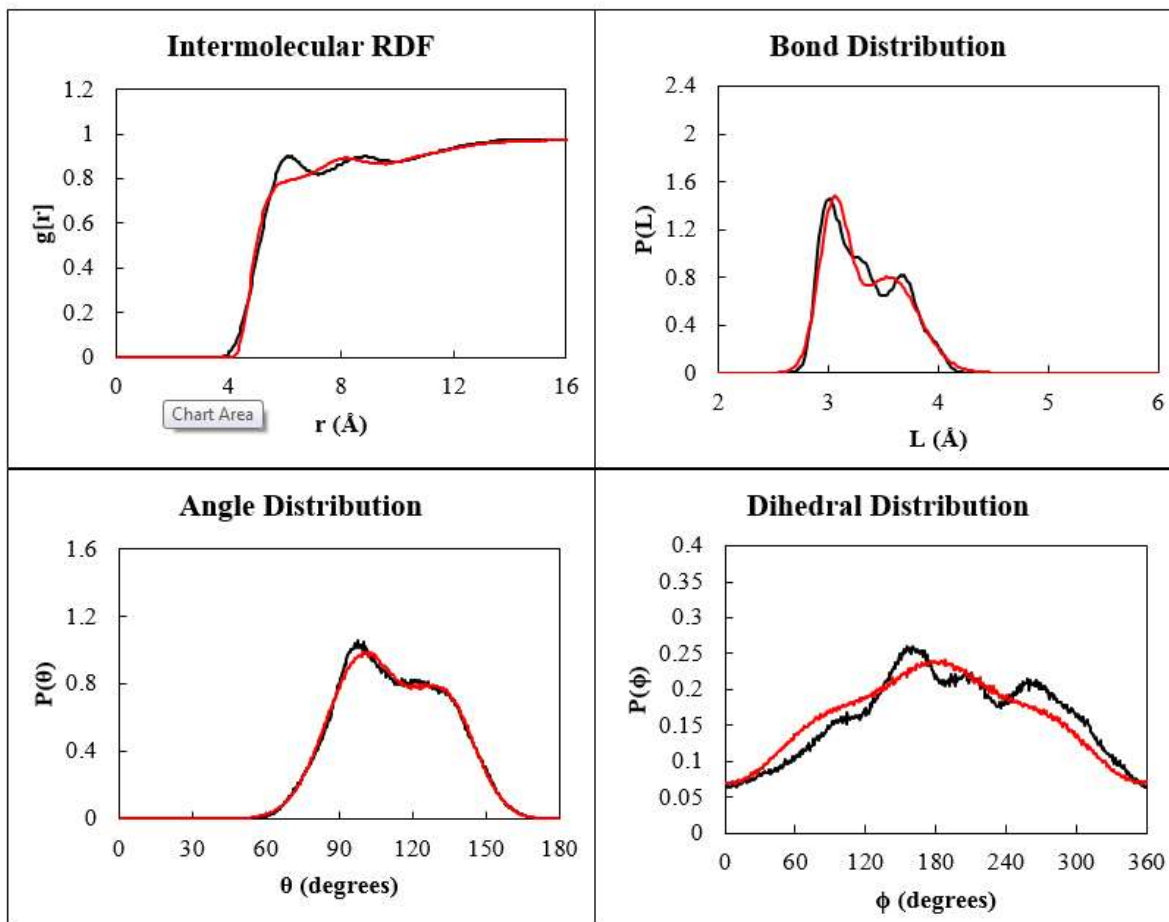 Intermolecular RDF
1.2
1
0.8
0.6
0.4
0.2
0
g[r]
0 4 8 12 16
Chart Area
r (Å)
Bond Distribution
2.4
2
1.6
1.2
0.8
0.4
0
P(L)
2 3 4 5 6
L (Å)
Angle Distribution
1.6
1.2
0.8
0.4
0
P(θ)
0 30 60 90 120 150 180
θ (degrees)
Dihedral Distribution
0.4
0.35
0.3
0.25
0.2
0.15
0.1
0.05
0
P(ϕ)
0 60 120 180 240 300 360
ϕ (degrees)